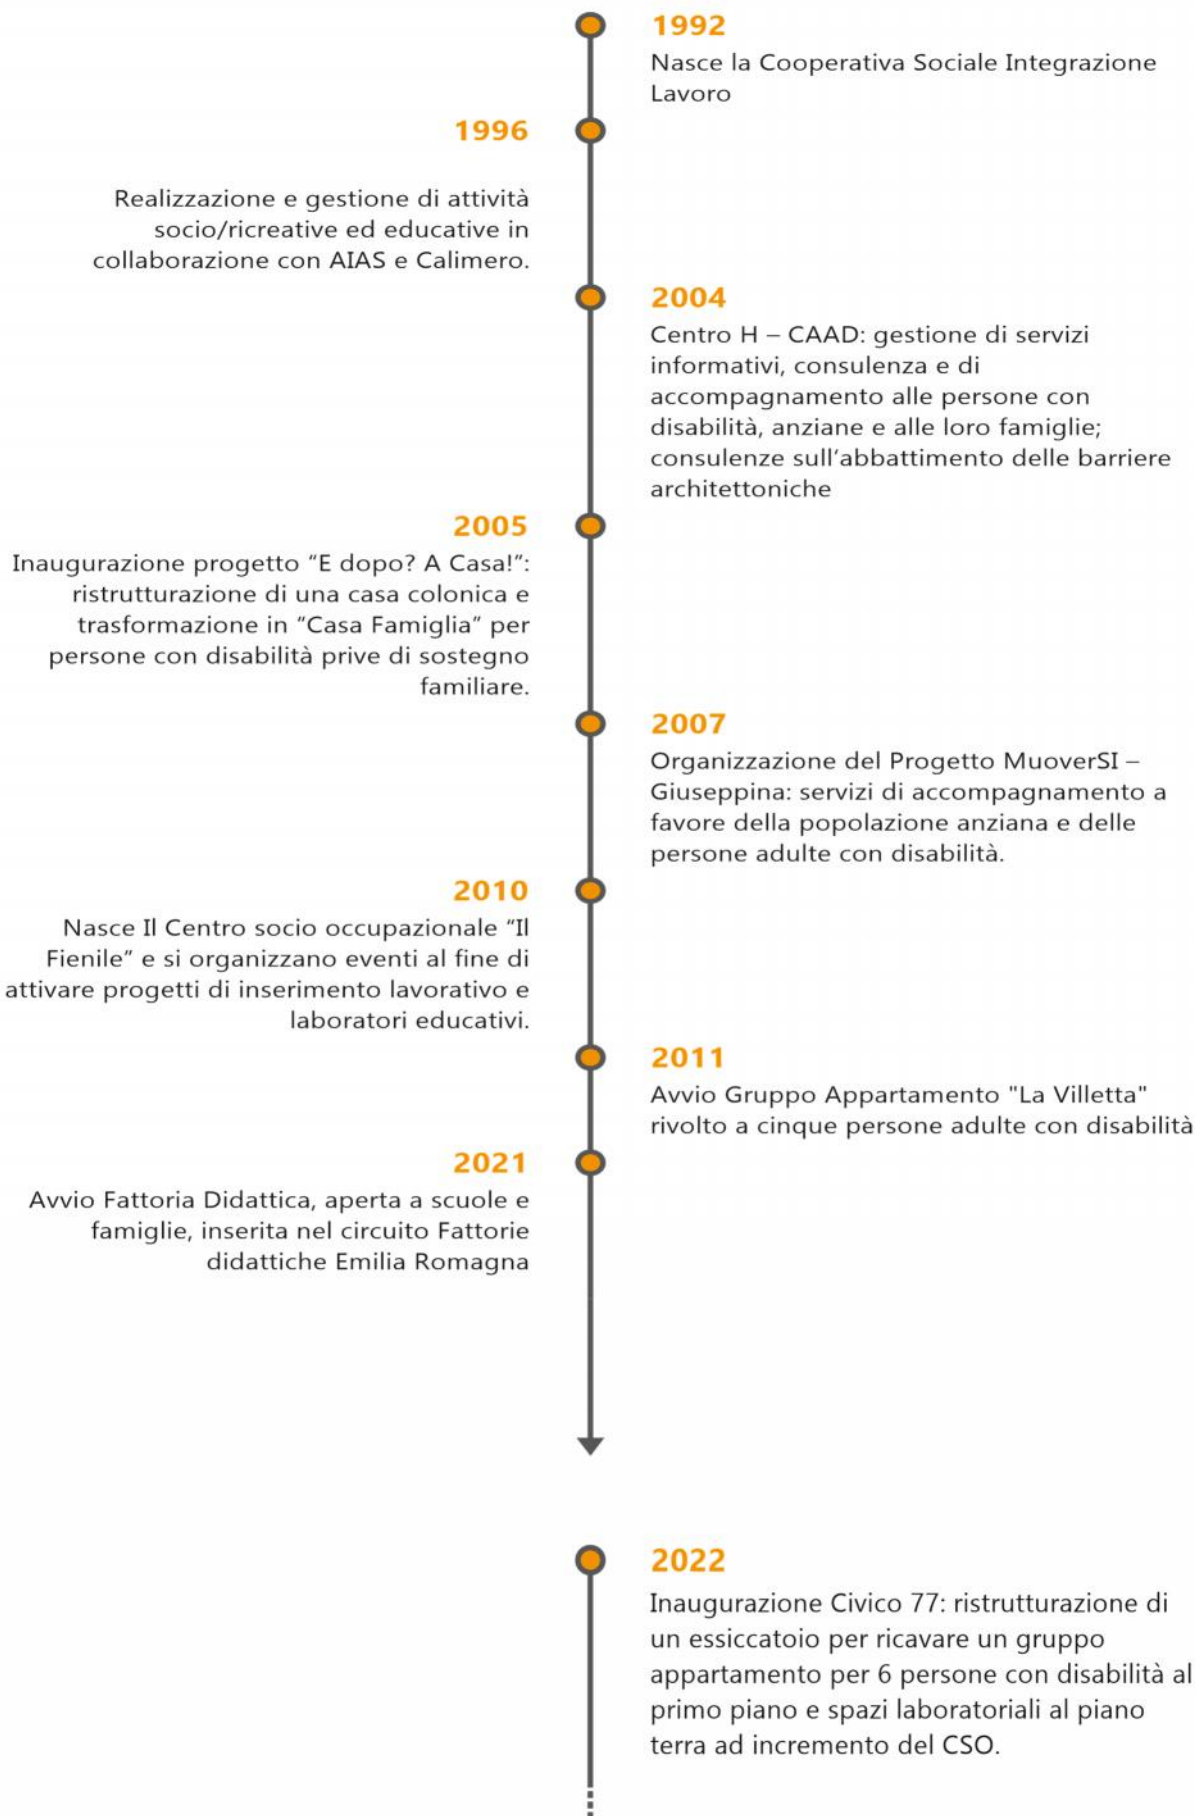 1992
Nasce la Cooperativa Sociale Integrazione
Lavoro
1996
Realizzazione e gestione di attività
socio/ricreative ed educative in
collaborazione con AIAS e Calimero.
2004
Centro H – CAAD: gestione di servizi
informativi, consulenza e di
accompagnamento alle persone con
disabilità, anziane e alle loro famiglie;
consulenze sull'abbattimento delle barriere
architettoniche
2005
Inaugurazione progetto “E dopo? A Casa!”:
ristrutturazione di una casa colonica e
trasformazione in “Casa Famiglia” per
persone con disabilità prive di sostegno
familiare.
2007
Organizzazione del Progetto MuoverSI –
Giuseppina: servizi di accompagnamento a
favore della popolazione anziana e delle
persone adulte con disabilità.
2010
Nasce Il Centro socio occupazionale “Il
Fienile” e si organizzano eventi al fine di
attivare progetti di inserimento lavorativo e
laboratori educativi.
2011
Avvio Gruppo Appartamento "La Villetta"
rivolto a cinque persone adulte con disabilità
2021
Avvio Fattoria Didattica, aperta a scuole e
famiglie, inserita nel circuito Fattorie
didattiche Emilia Romagna
2022
Inaugurazione Civico 77: ristrutturazione di
un essiccatoio per ricavare un gruppo
appartamento per 6 persone con disabilità al
primo piano e spazi laboratoriali al piano
terra ad incremento del CSO.